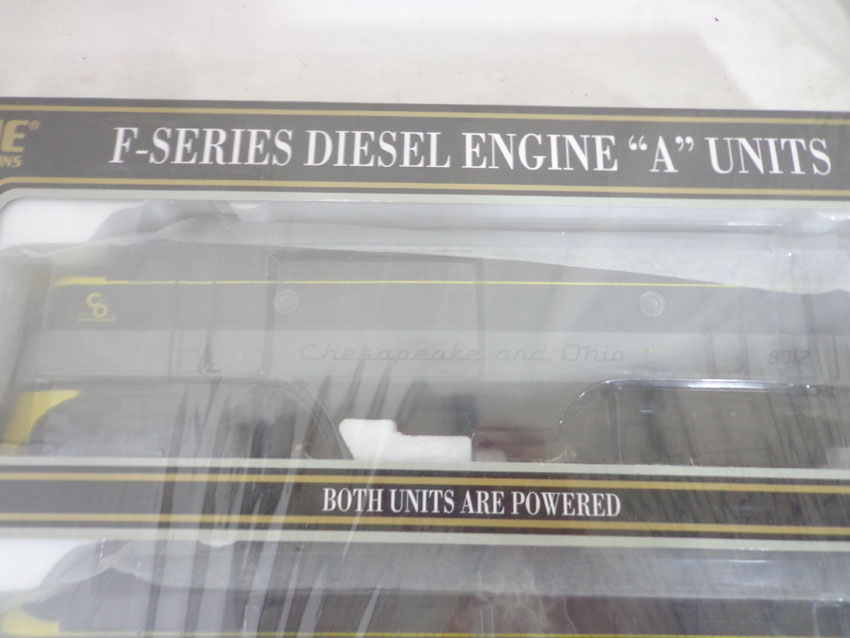 F-SERIES DIESEL ENGINE “A” UNITS
Chesapeake and Ohio
8012
BOTH UNITS ARE POWERED